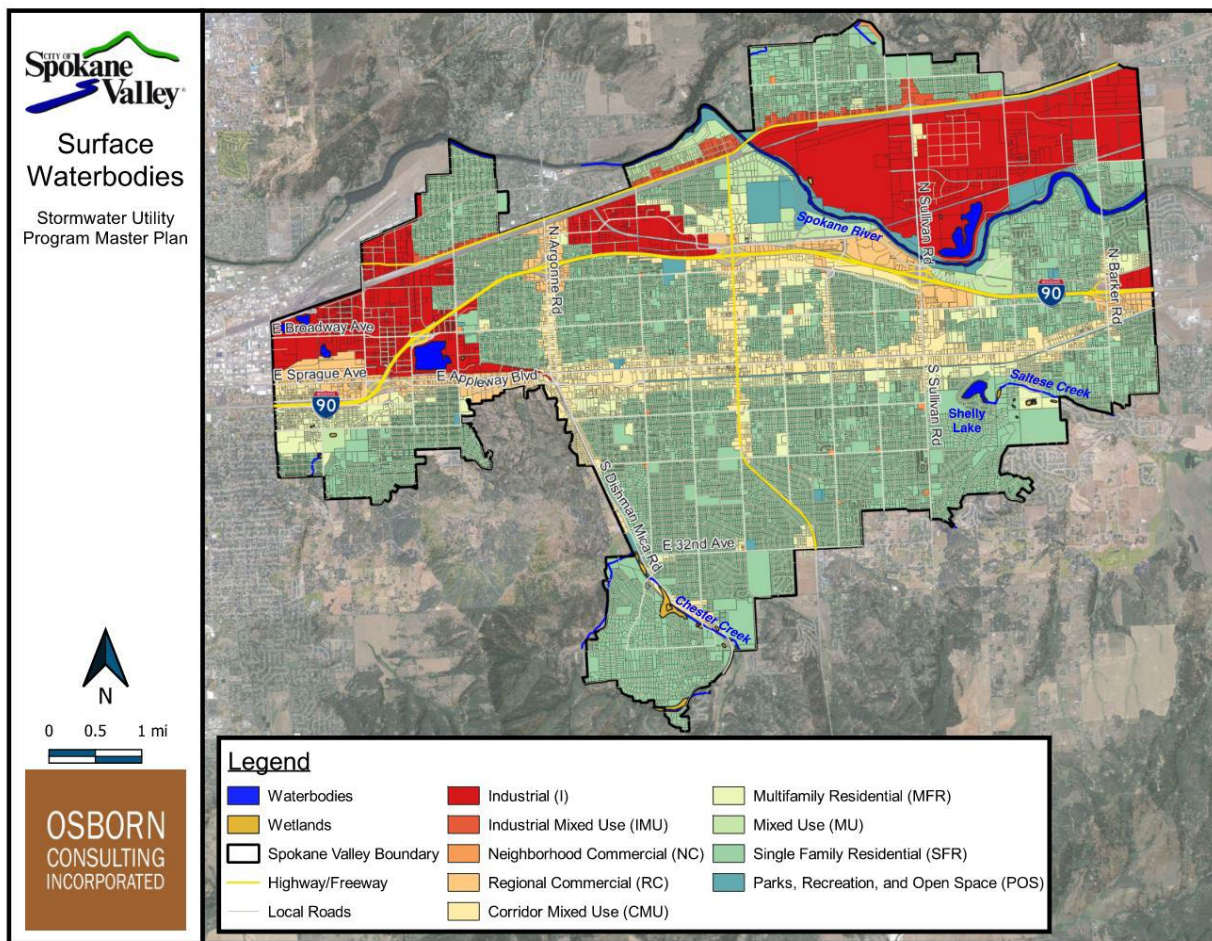 CITY OF
Spokane
Valley®
Surface
Waterbodies
Stormwater Utility
Program Master Plan
N
0 0.5 1 mi
OSBORN
CONSULTING
INCORPORATED
N Argonne Rd
Spokane River
N Sullivan Rd
N Barker Rd
90
E Broadway Ave
E Sprague Ave
E Appleway Blvd
90
S Sullivan Rd
Saltese Creek
Shelly
Lake
S Dishman Mica Rd
E 32nd Ave
Chester Creek
Legend
Waterbodies
Wetlands
Spokane Valley Boundary
Highway/Freeway
Local Roads
Industrial (I)
Industrial Mixed Use (IMU)
Neighborhood Commercial (NC)
Regional Commercial (RC)
Corridor Mixed Use (CMU)
Multifamily Residential (MFR)
Mixed Use (MU)
Single Family Residential (SFR)
Parks, Recreation, and Open Space (POS)